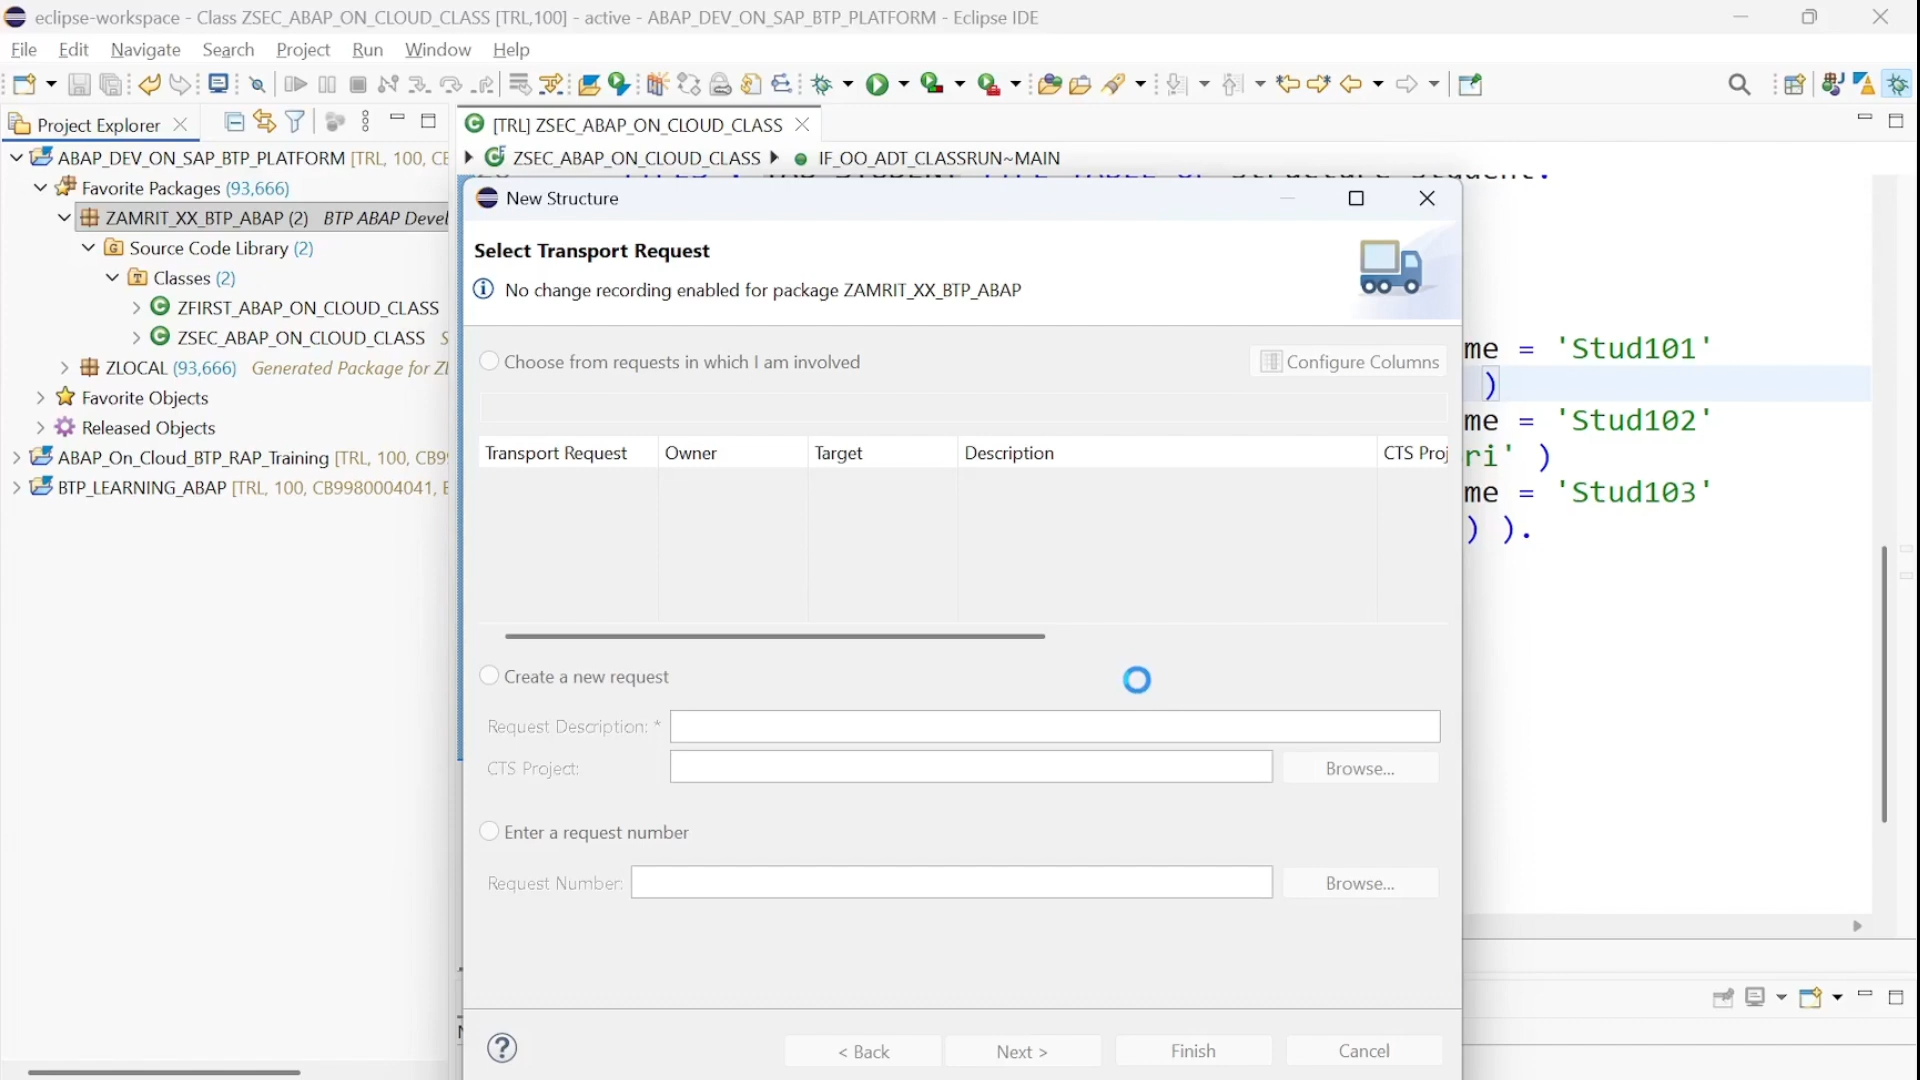 eclipse-workspace - Class ZSEC_ABAP_ON_CLOUD_CLASS [TRL,100] - active - ABAP_DEV_ON_SAP_BTP_PLATFORM - Eclipse IDE
File Edit Navigate Search Project Run Window Help
Project Explorer
[TRL] ZSEC_ABAP_ON_CLOUD_CLASS
ABAP_DEV_ON_SAP_BTP_PLATFORM [TRL, 100, CE
ZSEC_ABAP_ON_CLOUD_CLASS
IF_OO_ADT_CLASSRUN~MAIN
Favorite Packages (93,666)
ZAMRIT_XX_BTP_ABAP (2) BTP ABAP Devel
Source Code Library (2)
Classes (2)
ZFIRST_ABAP_ON_CLOUD_CLASS
ZSEC_ABAP_ON_CLOUD_CLASS
ZLOCAL (93,666) Generated Package for ZL
Favorite Objects
Released Objects
ABAP_On_Cloud_BTP_RAP_Training [TRL, 100, CB9
BTP_LEARNING_ABAP [TRL, 100, CB9980004041, E
New Structure
Select Transport Request
No change recording enabled for package ZAMRIT_XX_BTP_ABAP
Choose from requests in which I am involved
Configure Columns
Transport Request Owner Target Description CTS Proj
Create a new request
Request Description: *
CTS Project:
Browse...
Enter a request number
Request Number:
Browse...
< Back Next > Finish Cancel
me = 'Stud101'
)
me = 'Stud102'
ri' )
me = 'Stud103'
) ).